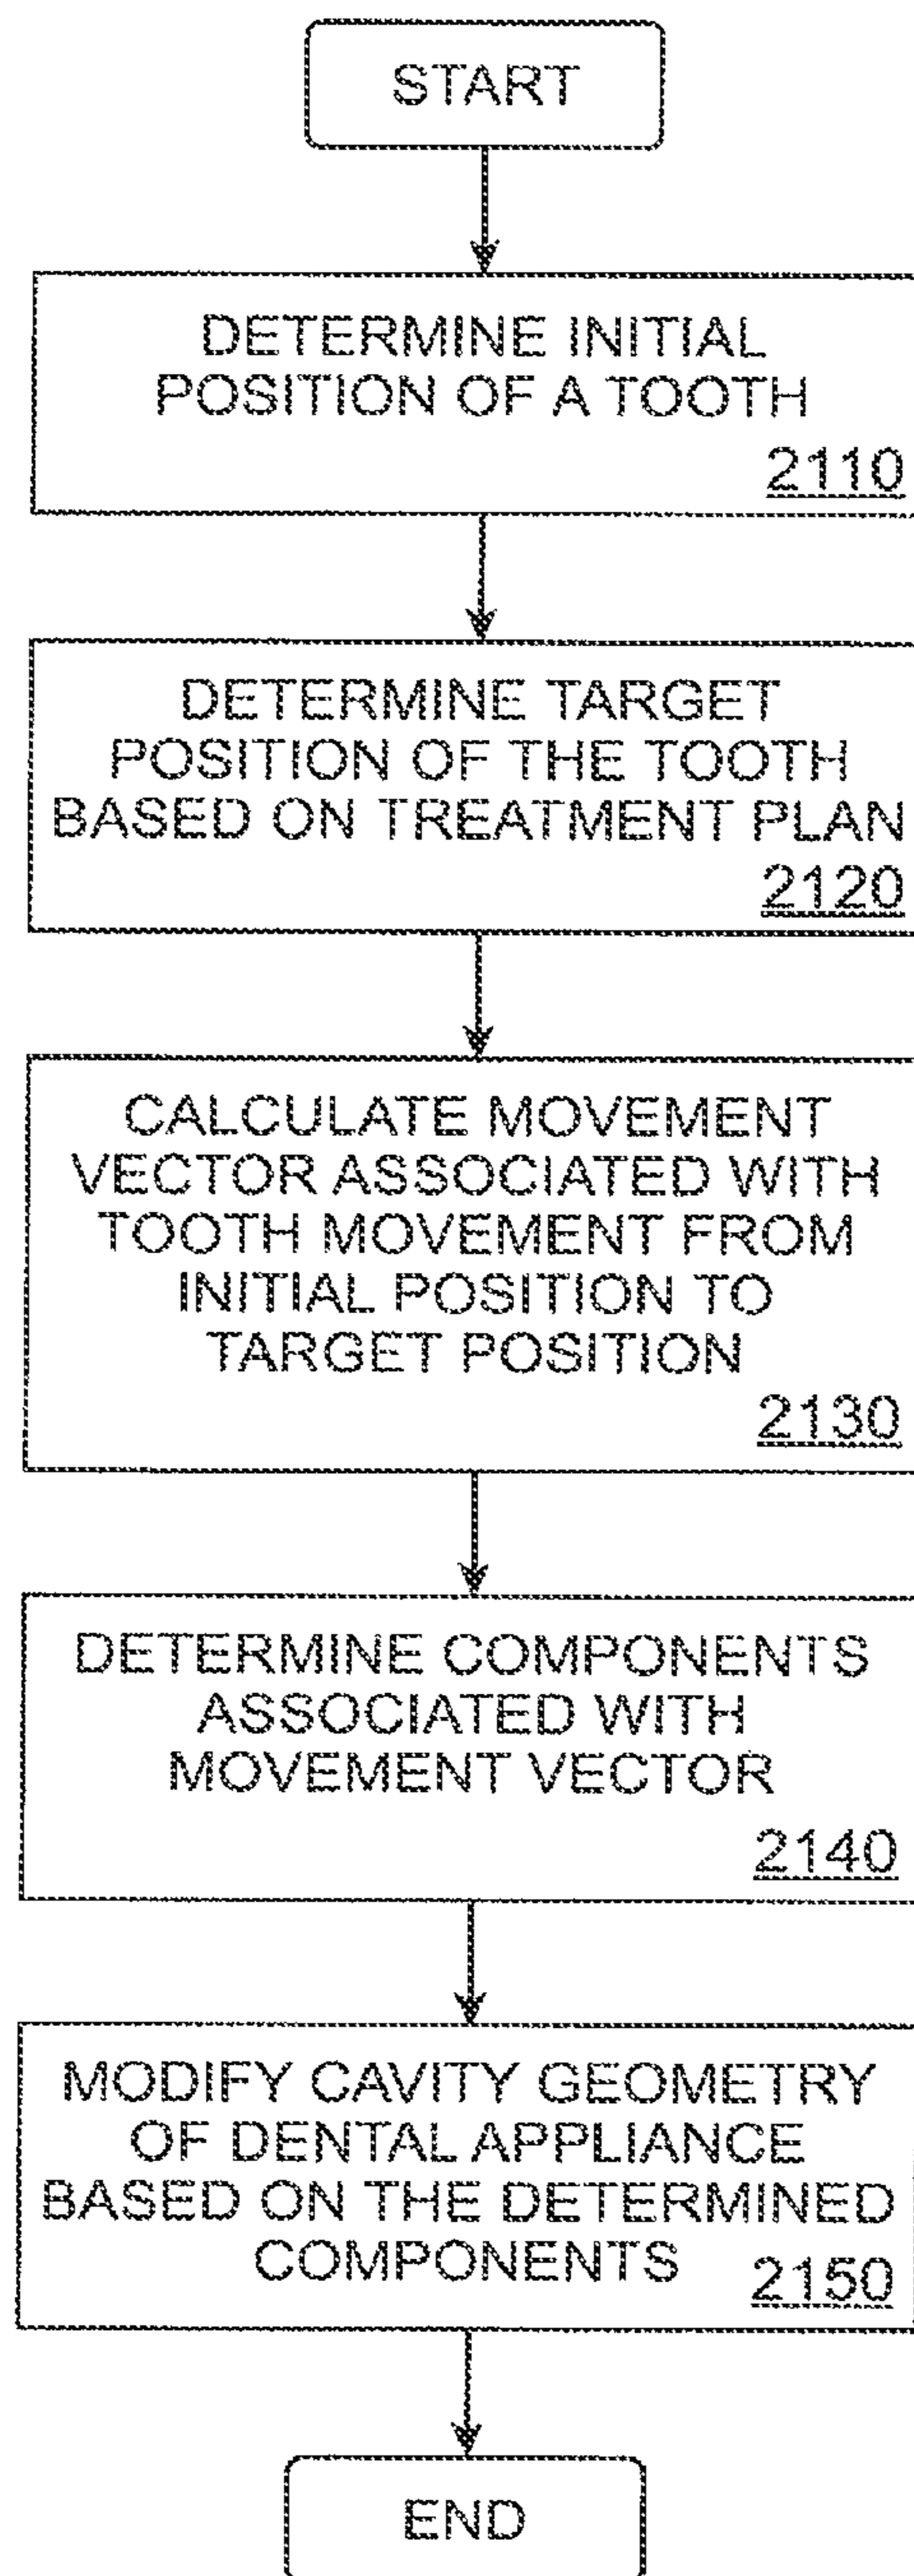 START
DETERMINE INITIAL
POSITION OF A TOOTH
2110
DETERMINE TARGET
POSITION OF THE TOOTH
BASED ON TREATMENT PLAN
2120
CALCULATE MOVEMENT
VECTOR ASSOCIATED WITH
TOOTH MOVEMENT FROM
INITIAL POSITION TO
TARGET POSITION
2130
DETERMINE COMPONENTS
ASSOCIATED WITH
MOVEMENT VECTOR
2140
MODIFY CAVITY GEOMETRY
OF DENTAL APPLIANCE
BASED ON THE DETERMINED
COMPONENTS 2150
END